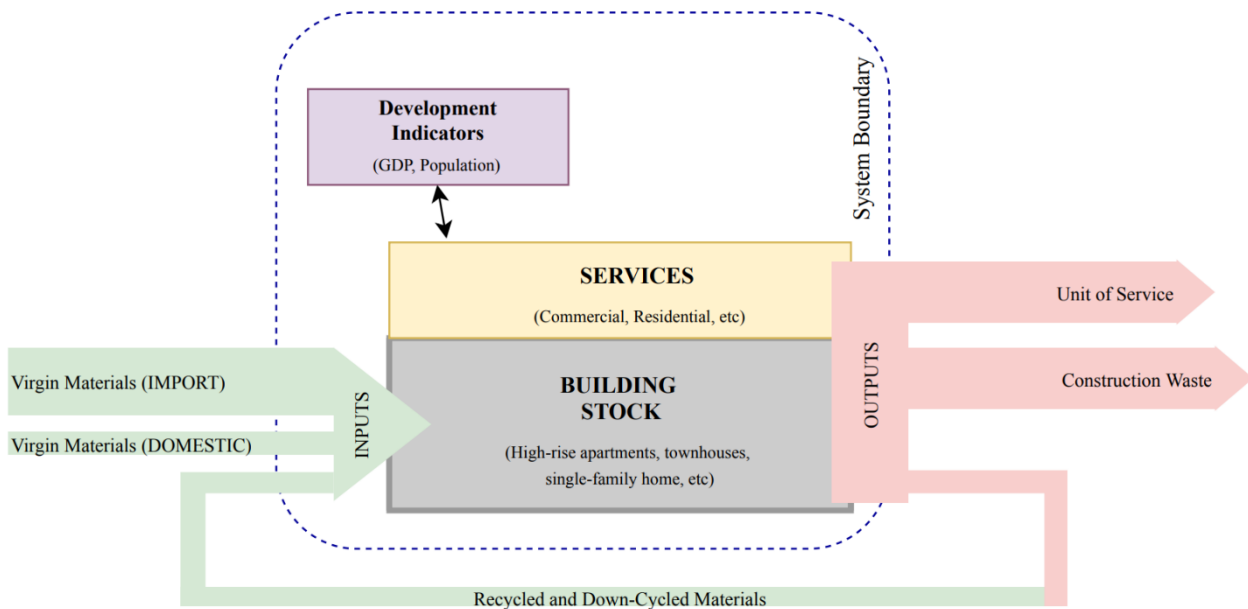 Development
Indicators
(GDP, Population)
System Boundary
SERVICES
(Commercial, Residential, etc)
Unit of Service
Virgin Materials (IMPORT)
INPUTS
BUILDING
STOCK
OUTPUTS
Construction Waste
Virgin Materials (DOMESTIC)
(High-rise apartments, townhouses,
single-family home, etc)
Recycled and Down-Cycled Materials